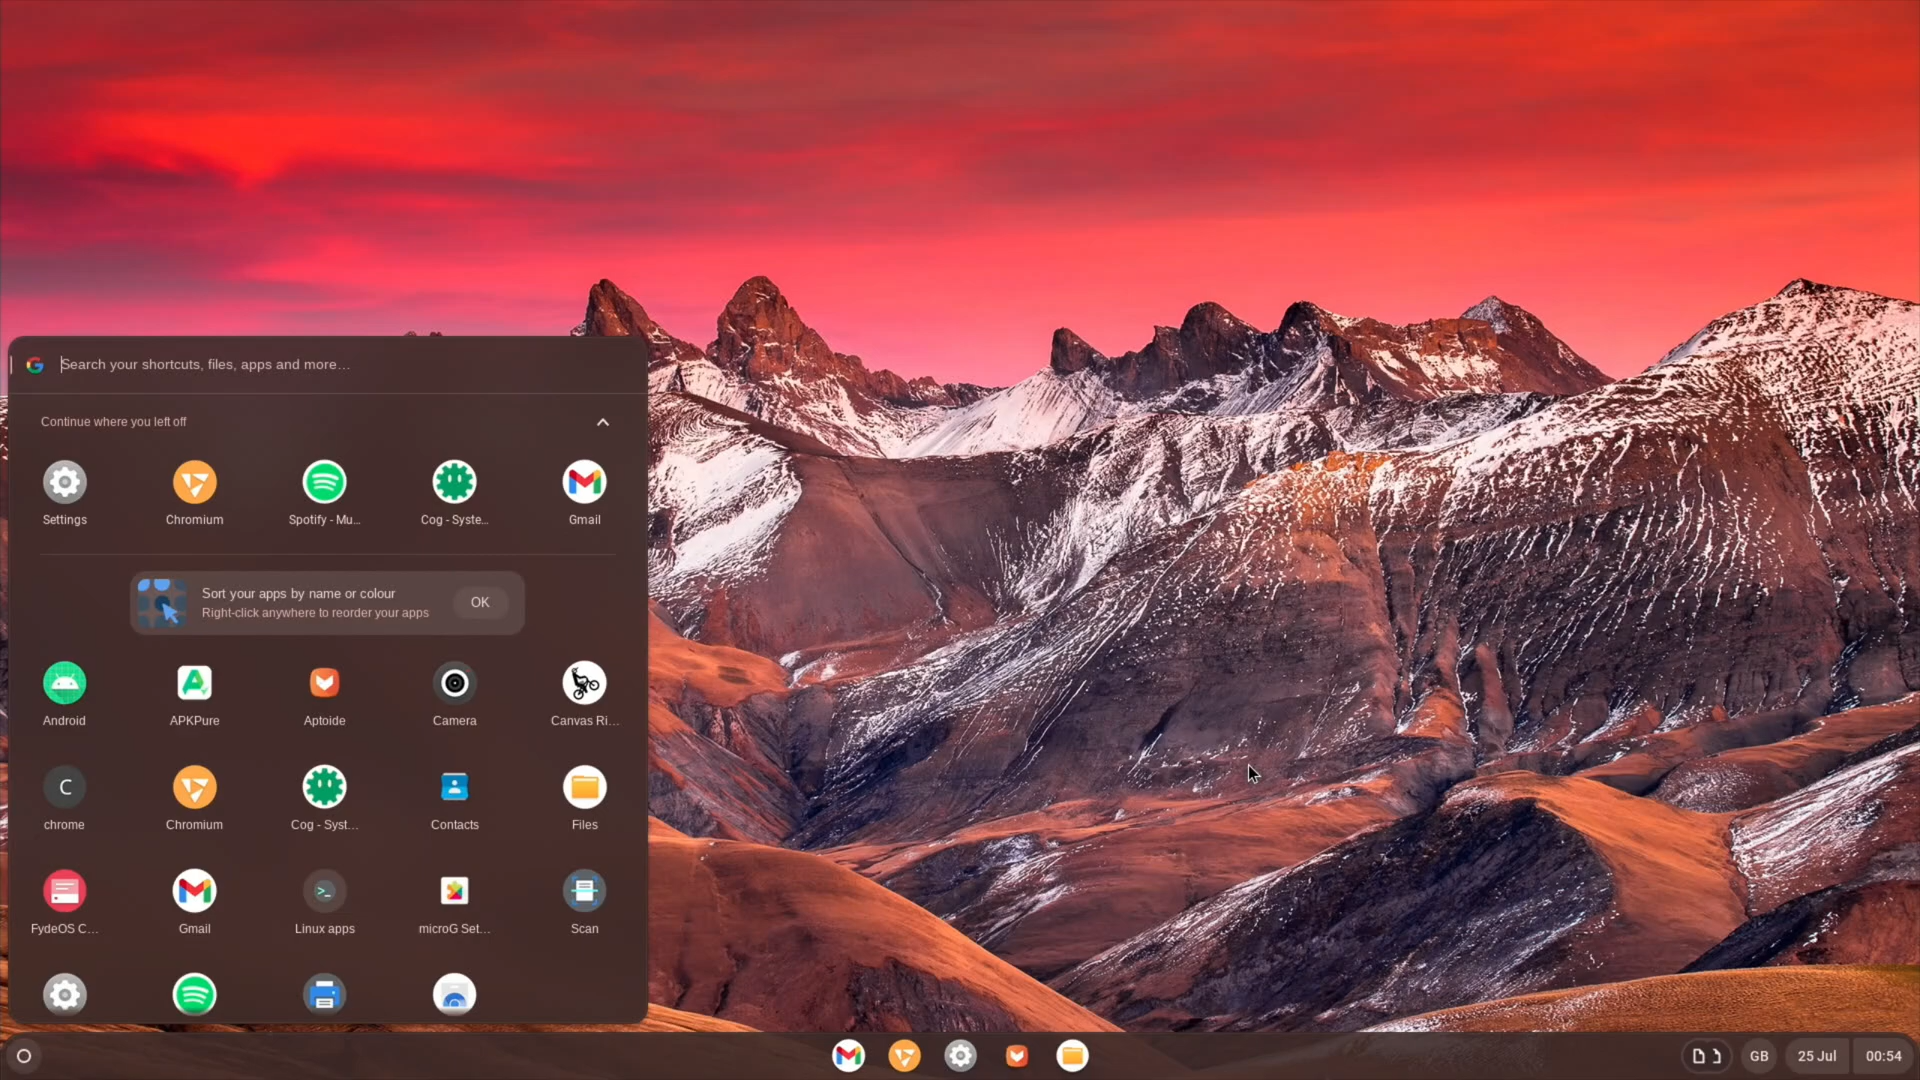 Search your shortcuts, files, apps and more…
Continue where you left off
Settings
Chromium
Spotify - Mu…
Cog - Syste…
Gmail
Sort your apps by name or colour
Right-click anywhere to reorder your apps
OK
Android
APKPure
Aptoide
Camera
Canvas Ri…
C
chrome
Chromium
Cog - Syst…
Contacts
Files
FydeOS C…
Gmail
Linux apps
microG Set…
Scan
GB
25 Jul
00:54